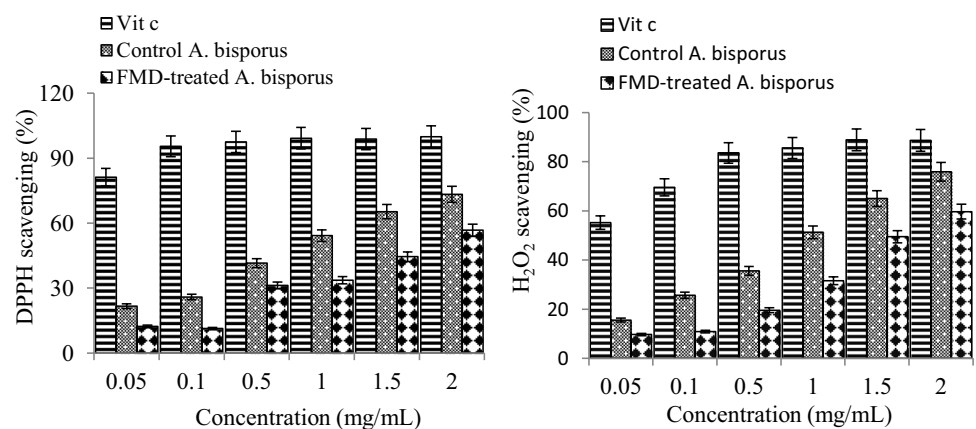 Vit c
Control A. bisporus
FMD-treated A. bisporus
DPPH scavenging (%)
120
90
60
30
0
0.05 0.1 0.5 1 1.5 2
Concentration (mg/mL)
Vit c
Control A. bisporus
FMD-treated A. bisporus
H₂O₂ scavenging (%)
100
80
60
40
20
0
0.05 0.1 0.5 1 1.5 2
Concentration (mg/mL)